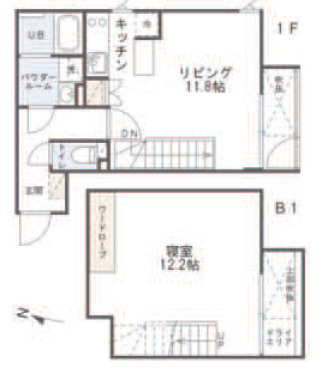 1F
UB
キッチン
冷
洗
パウダー
ルーム
リビング
11.8帖
吹抜
DN
トイレ
玄関
B1
ワードローブ
寝室
12.2帖
上部吹抜
ドライ
エリア
UP
N